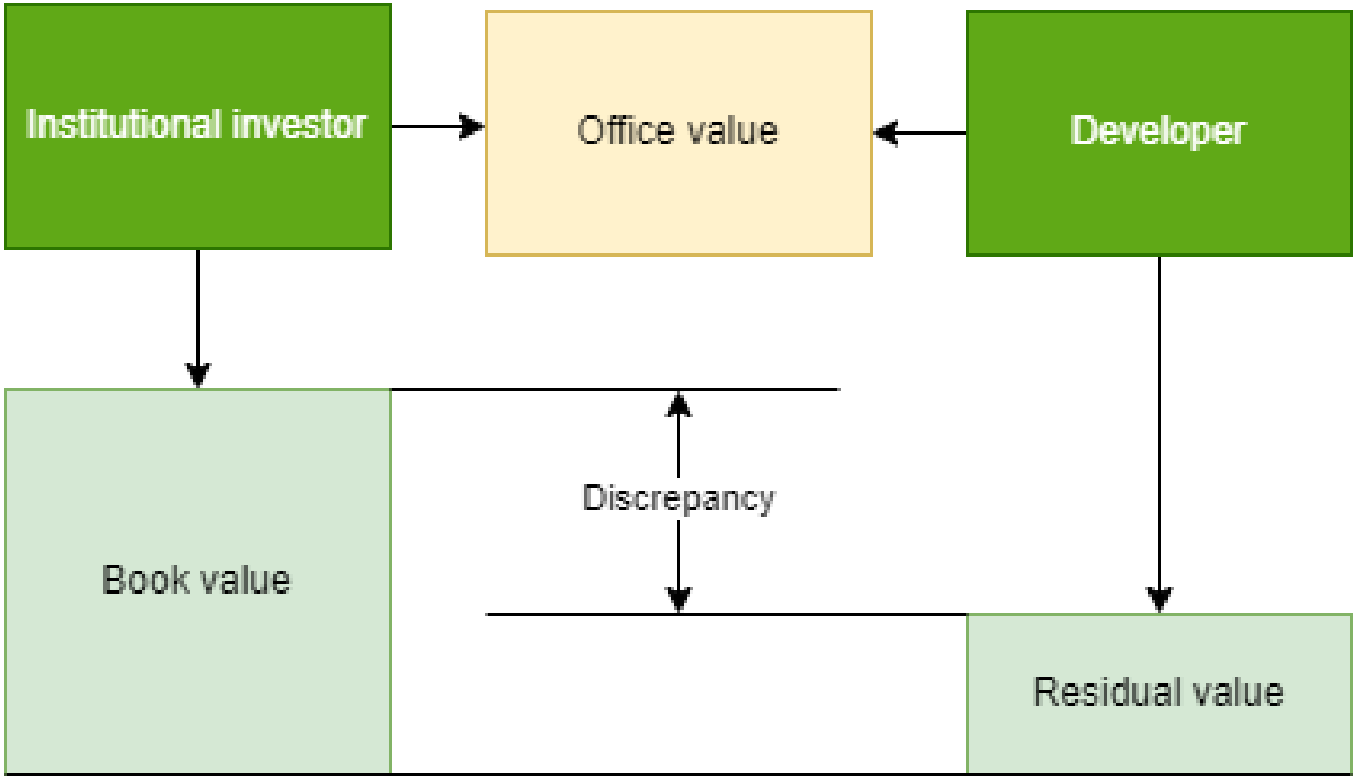 Institutional investor
Office value
Developer
Discrepancy
Book value
Residual value